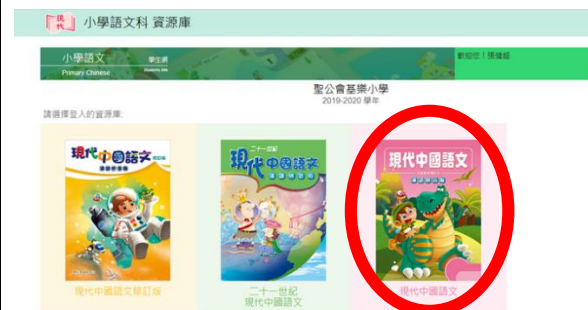 現代 小學語文科 資源庫
小學語文 學生網
Primary Chinese
歡迎您！張健超
聖公會基樂小學
2019-2020 學年
請選擇登入的資源庫:
現代中國語文
二十一世紀
現代中國語文
現代中國語文
現代中國語文修訂版
二十一世紀
現代中國語文
現代中國語文